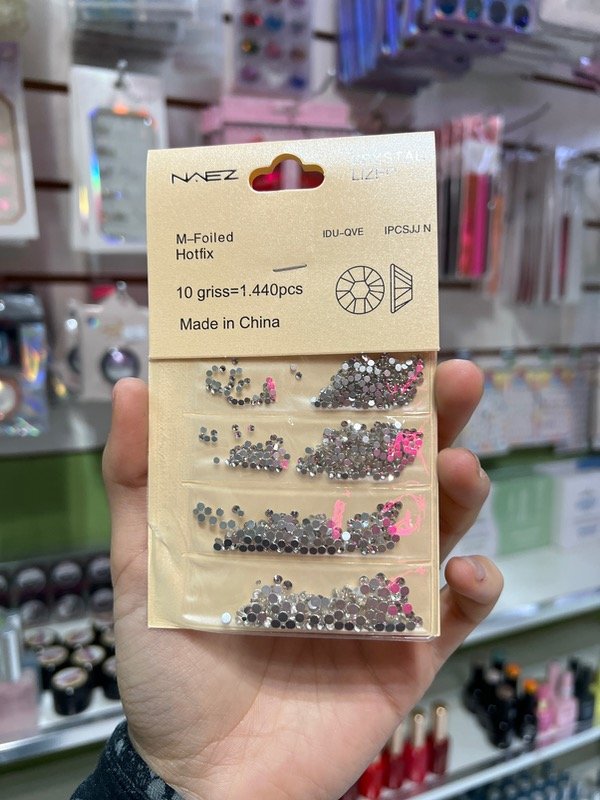 NAEZ
M-Foiled
Hotfix
IDU-QVE IPCSJJ N
10 griss=1.440pcs
Made in China